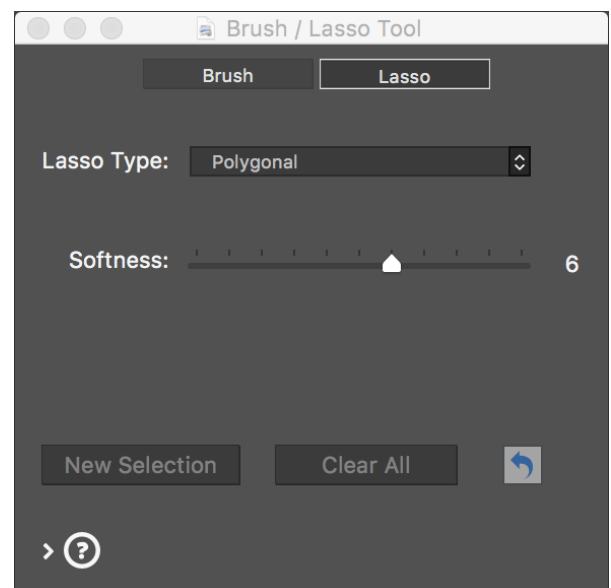 Brush / Lasso Tool
Brush Lasso
Lasso Type: Polygonal
Softness: 6
New Selection Clear All
> ?